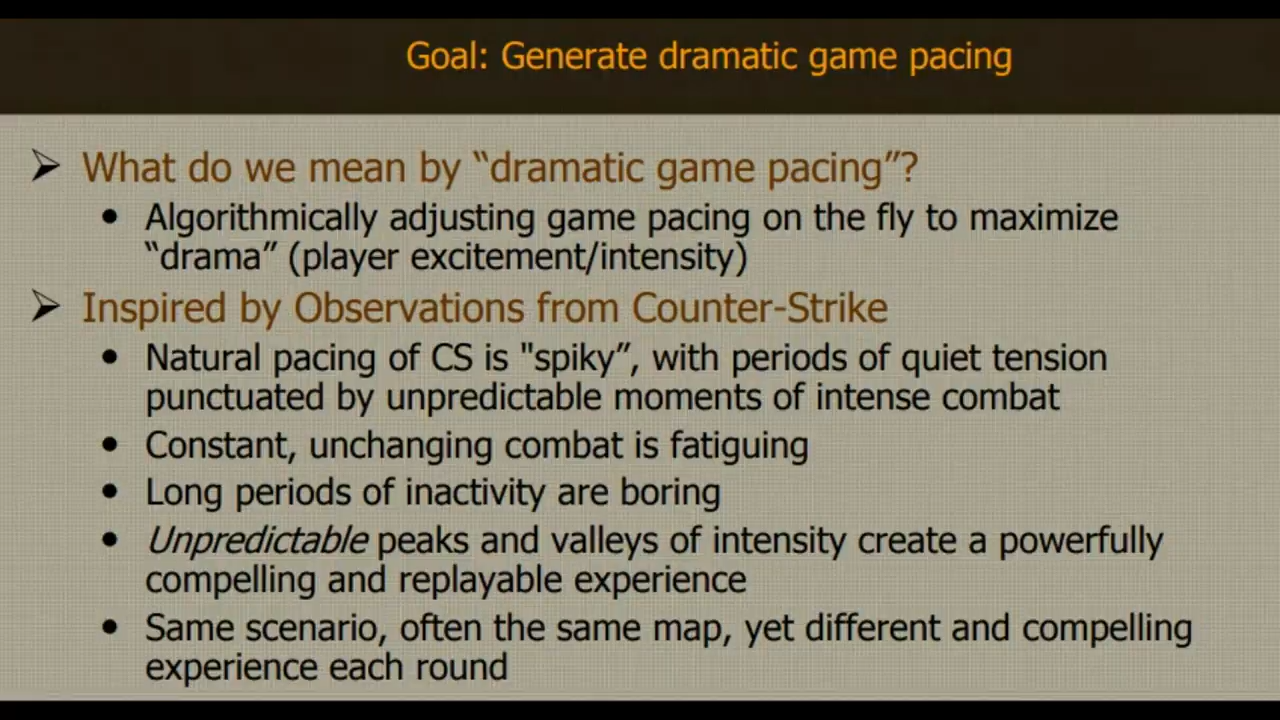 Goal: Generate dramatic game pacing
What do we mean by “dramatic game pacing”?
Algorithmically adjusting game pacing on the fly to maximize
“drama” (player excitement/intensity)
Inspired by Observations from Counter-Strike
Natural pacing of CS is "spiky”, with periods of quiet tension
punctuated by unpredictable moments of intense combat
Constant, unchanging combat is fatiguing
Long periods of inactivity are boring
Unpredictable peaks and valleys of intensity create a powerfully
compelling and replayable experience
Same scenario, often the same map, yet different and compelling
experience each round